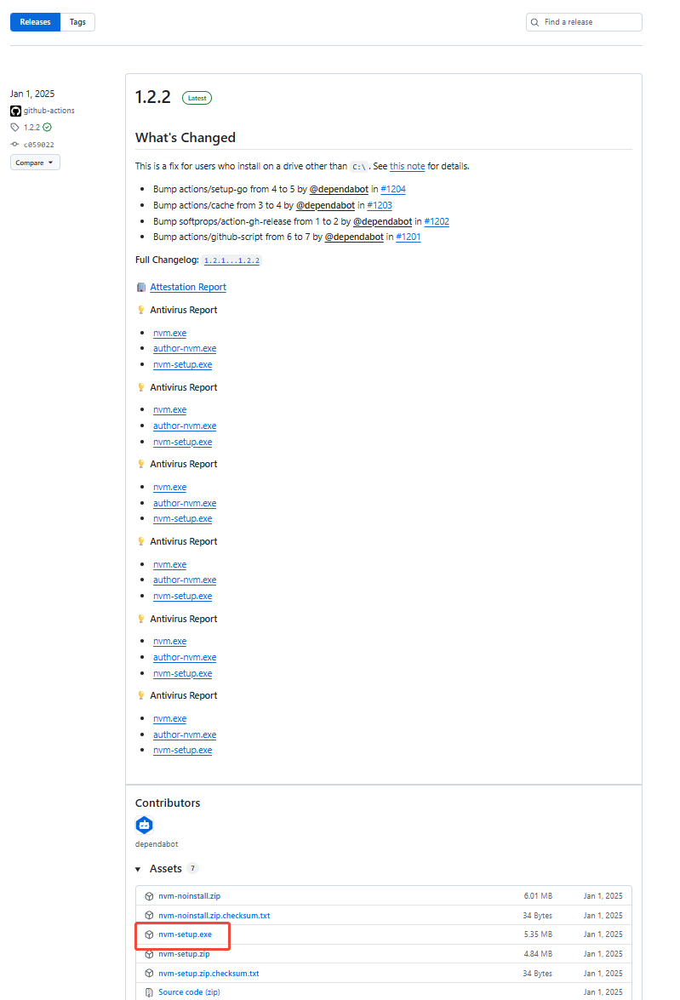 Releases
Tags
Find a release
Jan 1, 2025
github-actions
1.2.2
c059022
Compare
1.2.2 Latest
What's Changed
This is a fix for users who install on a drive other than C:\. See this note for details.
Bump actions/setup-go from 4 to 5 by @dependabot in #1204
Bump actions/cache from 3 to 4 by @dependabot in #1203
Bump softprops/action-gh-release from 1 to 2 by @dependabot in #1202
Bump actions/github-script from 6 to 7 by @dependabot in #1201
Full Changelog: 1.2.1...1.2.2
Attestation Report
Antivirus Report
nvm.exe
author-nvm.exe
nvm-setup.exe
Antivirus Report
nvm.exe
author-nvm.exe
nvm-setup.exe
Antivirus Report
nvm.exe
author-nvm.exe
nvm-setup.exe
Antivirus Report
nvm.exe
author-nvm.exe
nvm-setup.exe
Antivirus Report
nvm.exe
author-nvm.exe
nvm-setup.exe
Antivirus Report
nvm.exe
author-nvm.exe
nvm-setup.exe
Contributors
dependabot
Assets 7
nvm-noinstall.zip 6.01 MB Jan 1, 2025
nvm-noinstall.zip.checksum.txt 34 Bytes Jan 1, 2025
nvm-setup.exe 5.35 MB Jan 1, 2025
nvm-setup.zip 4.84 MB Jan 1, 2025
nvm-setup.zip.checksum.txt 34 Bytes Jan 1, 2025
Source code (zip) Jan 1, 2025